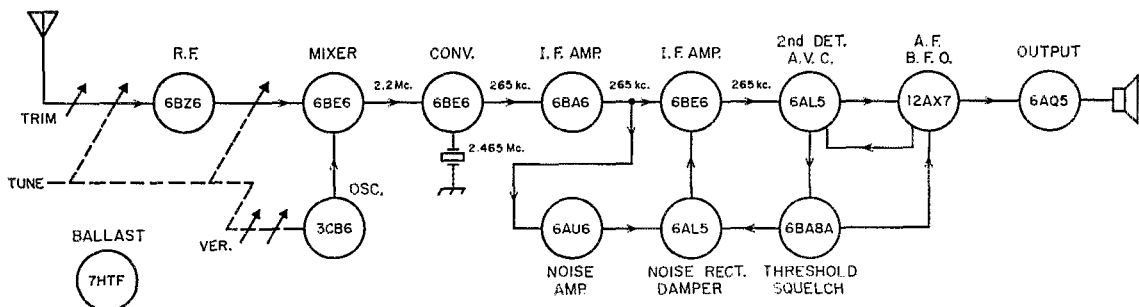 R.F.
MIXER
CONV.
I.F. AMP.
I.F. AMP.
2nd DET.
A.V.C.
A.F.
B.F.O.
OUTPUT
TRIM
6BZ6
6BE6
2.2 Mc.
6BE6
265 kc.
6BA6
265 kc.
6BE6
265 kc.
6AL5
12AX7
6AQ5
2.465 Mc.
TUNE
OSC.
VER.
3CB6
6AU6
6AL5
6BA8A
BALLAST
7HTF
NOISE
AMP.
NOISE RECT.
DAMPER
THRESHOLD
SQUELCH